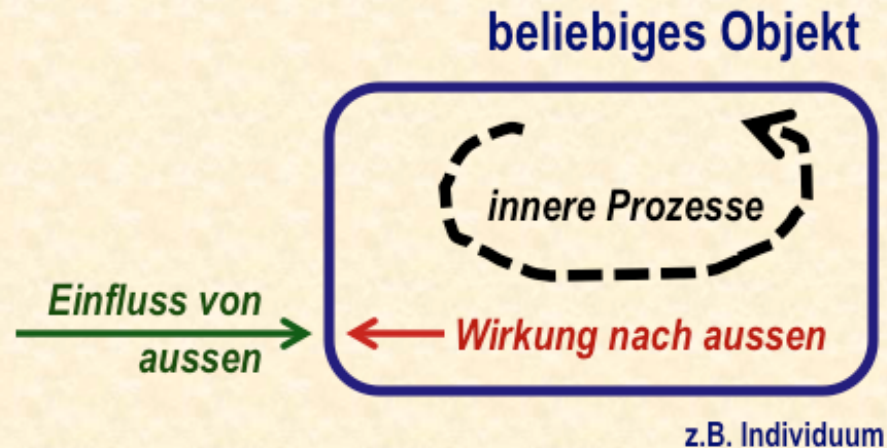 beliebiges Objekt
innere Prozesse
Einfluss von
aussen
Wirkung nach aussen
z.B. Individuum